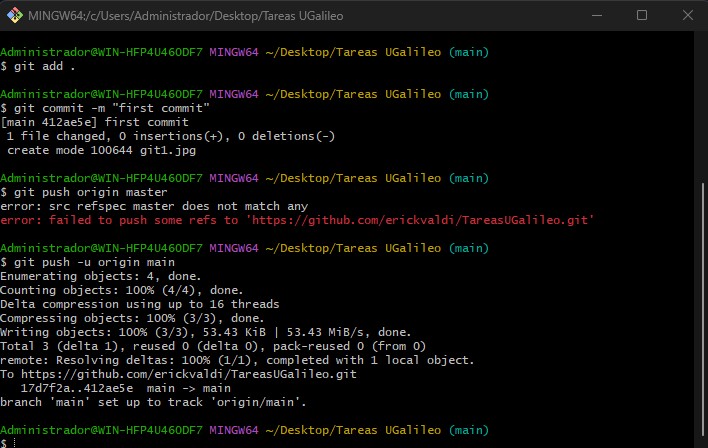 MINGW64:/c/Users/Administrador/Desktop/Tareas UGalileo
Administrador@WIN-HFP4U46ODF7 MINGW64 ~/Desktop/Tareas UGalileo (main)
$ git add .
Administrador@WIN-HFP4U46ODF7 MINGW64 ~/Desktop/Tareas UGalileo (main)
$ git commit -m "first commit"
[main 412ae5e] first commit
 1 file changed, 0 insertions(+), 0 deletions(-)
 create mode 100644 git1.jpg
Administrador@WIN-HFP4U46ODF7 MINGW64 ~/Desktop/Tareas UGalileo (main)
$ git push origin master
error: src refspec master does not match any
error: failed to push some refs to 'https://github.com/erickvaldi/TareasUGalileo.git'
Administrador@WIN-HFP4U46ODF7 MINGW64 ~/Desktop/Tareas UGalileo (main)
$ git push -u origin main
Enumerating objects: 4, done.
Counting objects: 100% (4/4), done.
Delta compression using up to 16 threads
Compressing objects: 100% (3/3), done.
Writing objects: 100% (3/3), 53.43 KiB | 53.43 MiB/s, done.
Total 3 (delta 1), reused 0 (delta 0), pack-reused 0 (from 0)
remote: Resolving deltas: 100% (1/1), completed with 1 local object.
To https://github.com/erickvaldi/TareasUGalileo.git
   17d7f2a..412ae5e  main -> main
branch 'main' set up to track 'origin/main'.
Administrador@WIN-HFP4U46ODF7 MINGW64 ~/Desktop/Tareas UGalileo (main)
$